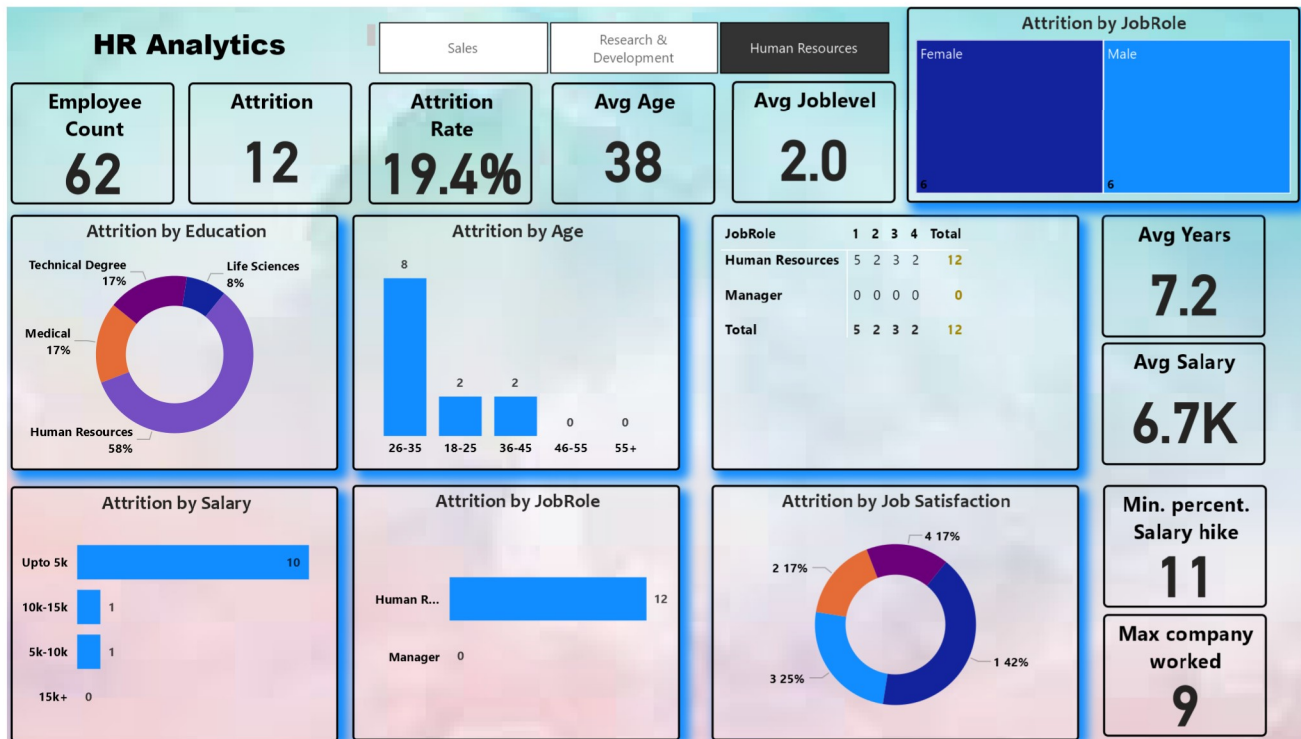 HR Analytics
Sales
Research &
Development
Human Resources
Attrition by JobRole
Female
Male
6
6
Employee
Count
62
Attrition
12
Attrition
Rate
19.4%
Avg Age
38
Avg Joblevel
2.0
Attrition by Education
Technical Degree
17%
Life Sciences
8%
Medical
17%
Human Resources
58%
Attrition by Age
8
2
2
0
0
26-35 18-25 36-45 46-55 55+
JobRole 1 2 3 4 Total
Human Resources 5 2 3 2 12
Manager 0 0 0 0 0
Total 5 2 3 2 12
Avg Years
7.2
Avg Salary
6.7K
Attrition by Salary
Upto 5k 10
10k-15k 1
5k-10k 1
15k+ 0
Attrition by JobRole
Human R... 12
Manager 0
Attrition by Job Satisfaction
4 17%
2 17%
1 42%
3 25%
Min. percent.
Salary hike
11
Max company
worked
9